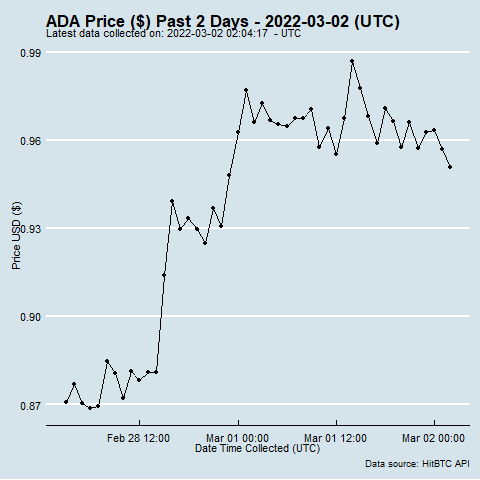 ADA Price ($) Past 2 Days - 2022-03-02 (UTC)
Latest data collected on: 2022-03-02 02:04:17  - UTC
0.99
0.96
0.93
0.90
0.87
Price USD ($)
Feb 28 12:00
Mar 01 00:00
Mar 01 12:00
Mar 02 00:00
Date Time Collected (UTC)
Data source: HitBTC API